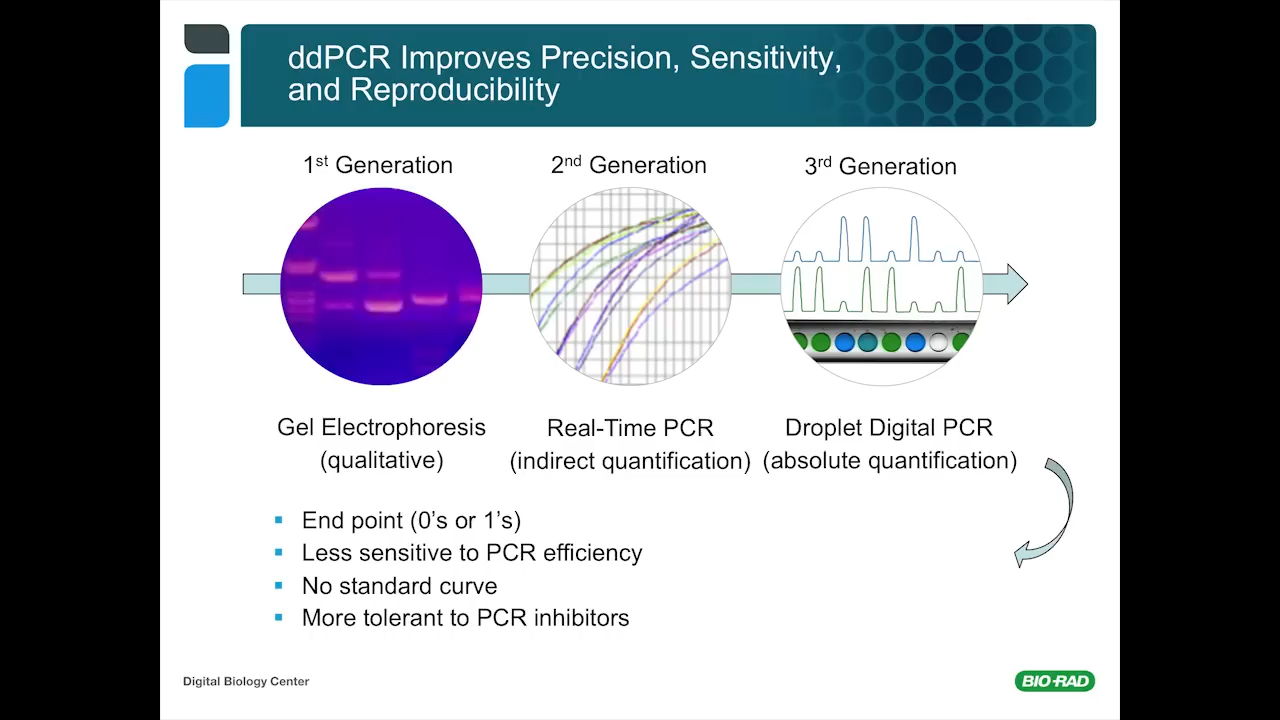 ddPCR Improves Precision, Sensitivity,
and Reproducibility
1st Generation
2nd Generation
3rd Generation
Gel Electrophoresis
(qualitative)
Real-Time PCR
(indirect quantification)
Droplet Digital PCR
(absolute quantification)
End point (0's or 1's)
Less sensitive to PCR efficiency
No standard curve
More tolerant to PCR inhibitors
Digital Biology Center
BIO-RAD